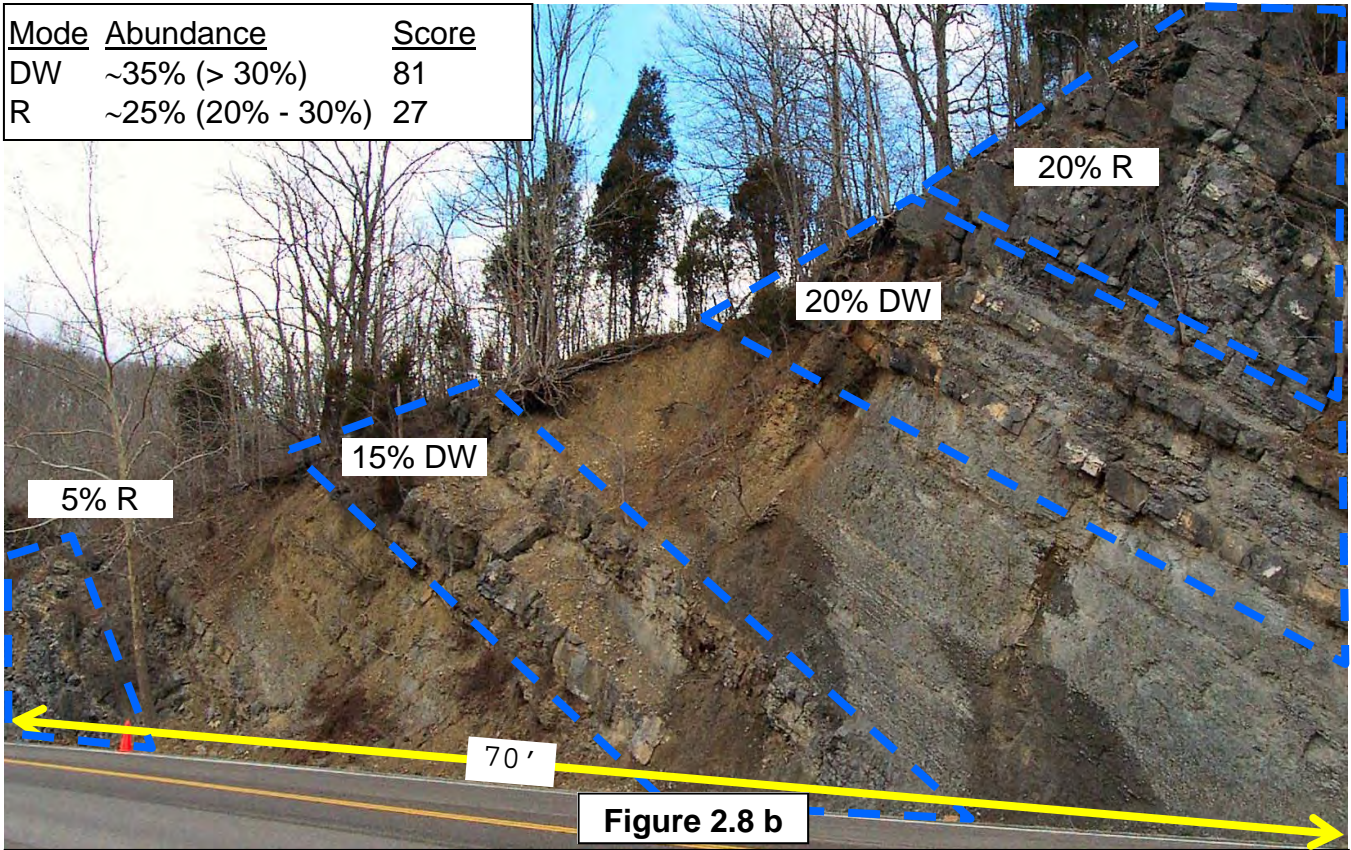 Mode Abundance Score
DW ~35% (> 30%) 81
R ~25% (20% - 30%) 27
20% R
20% DW
15% DW
5% R
70'
Figure 2.8 b